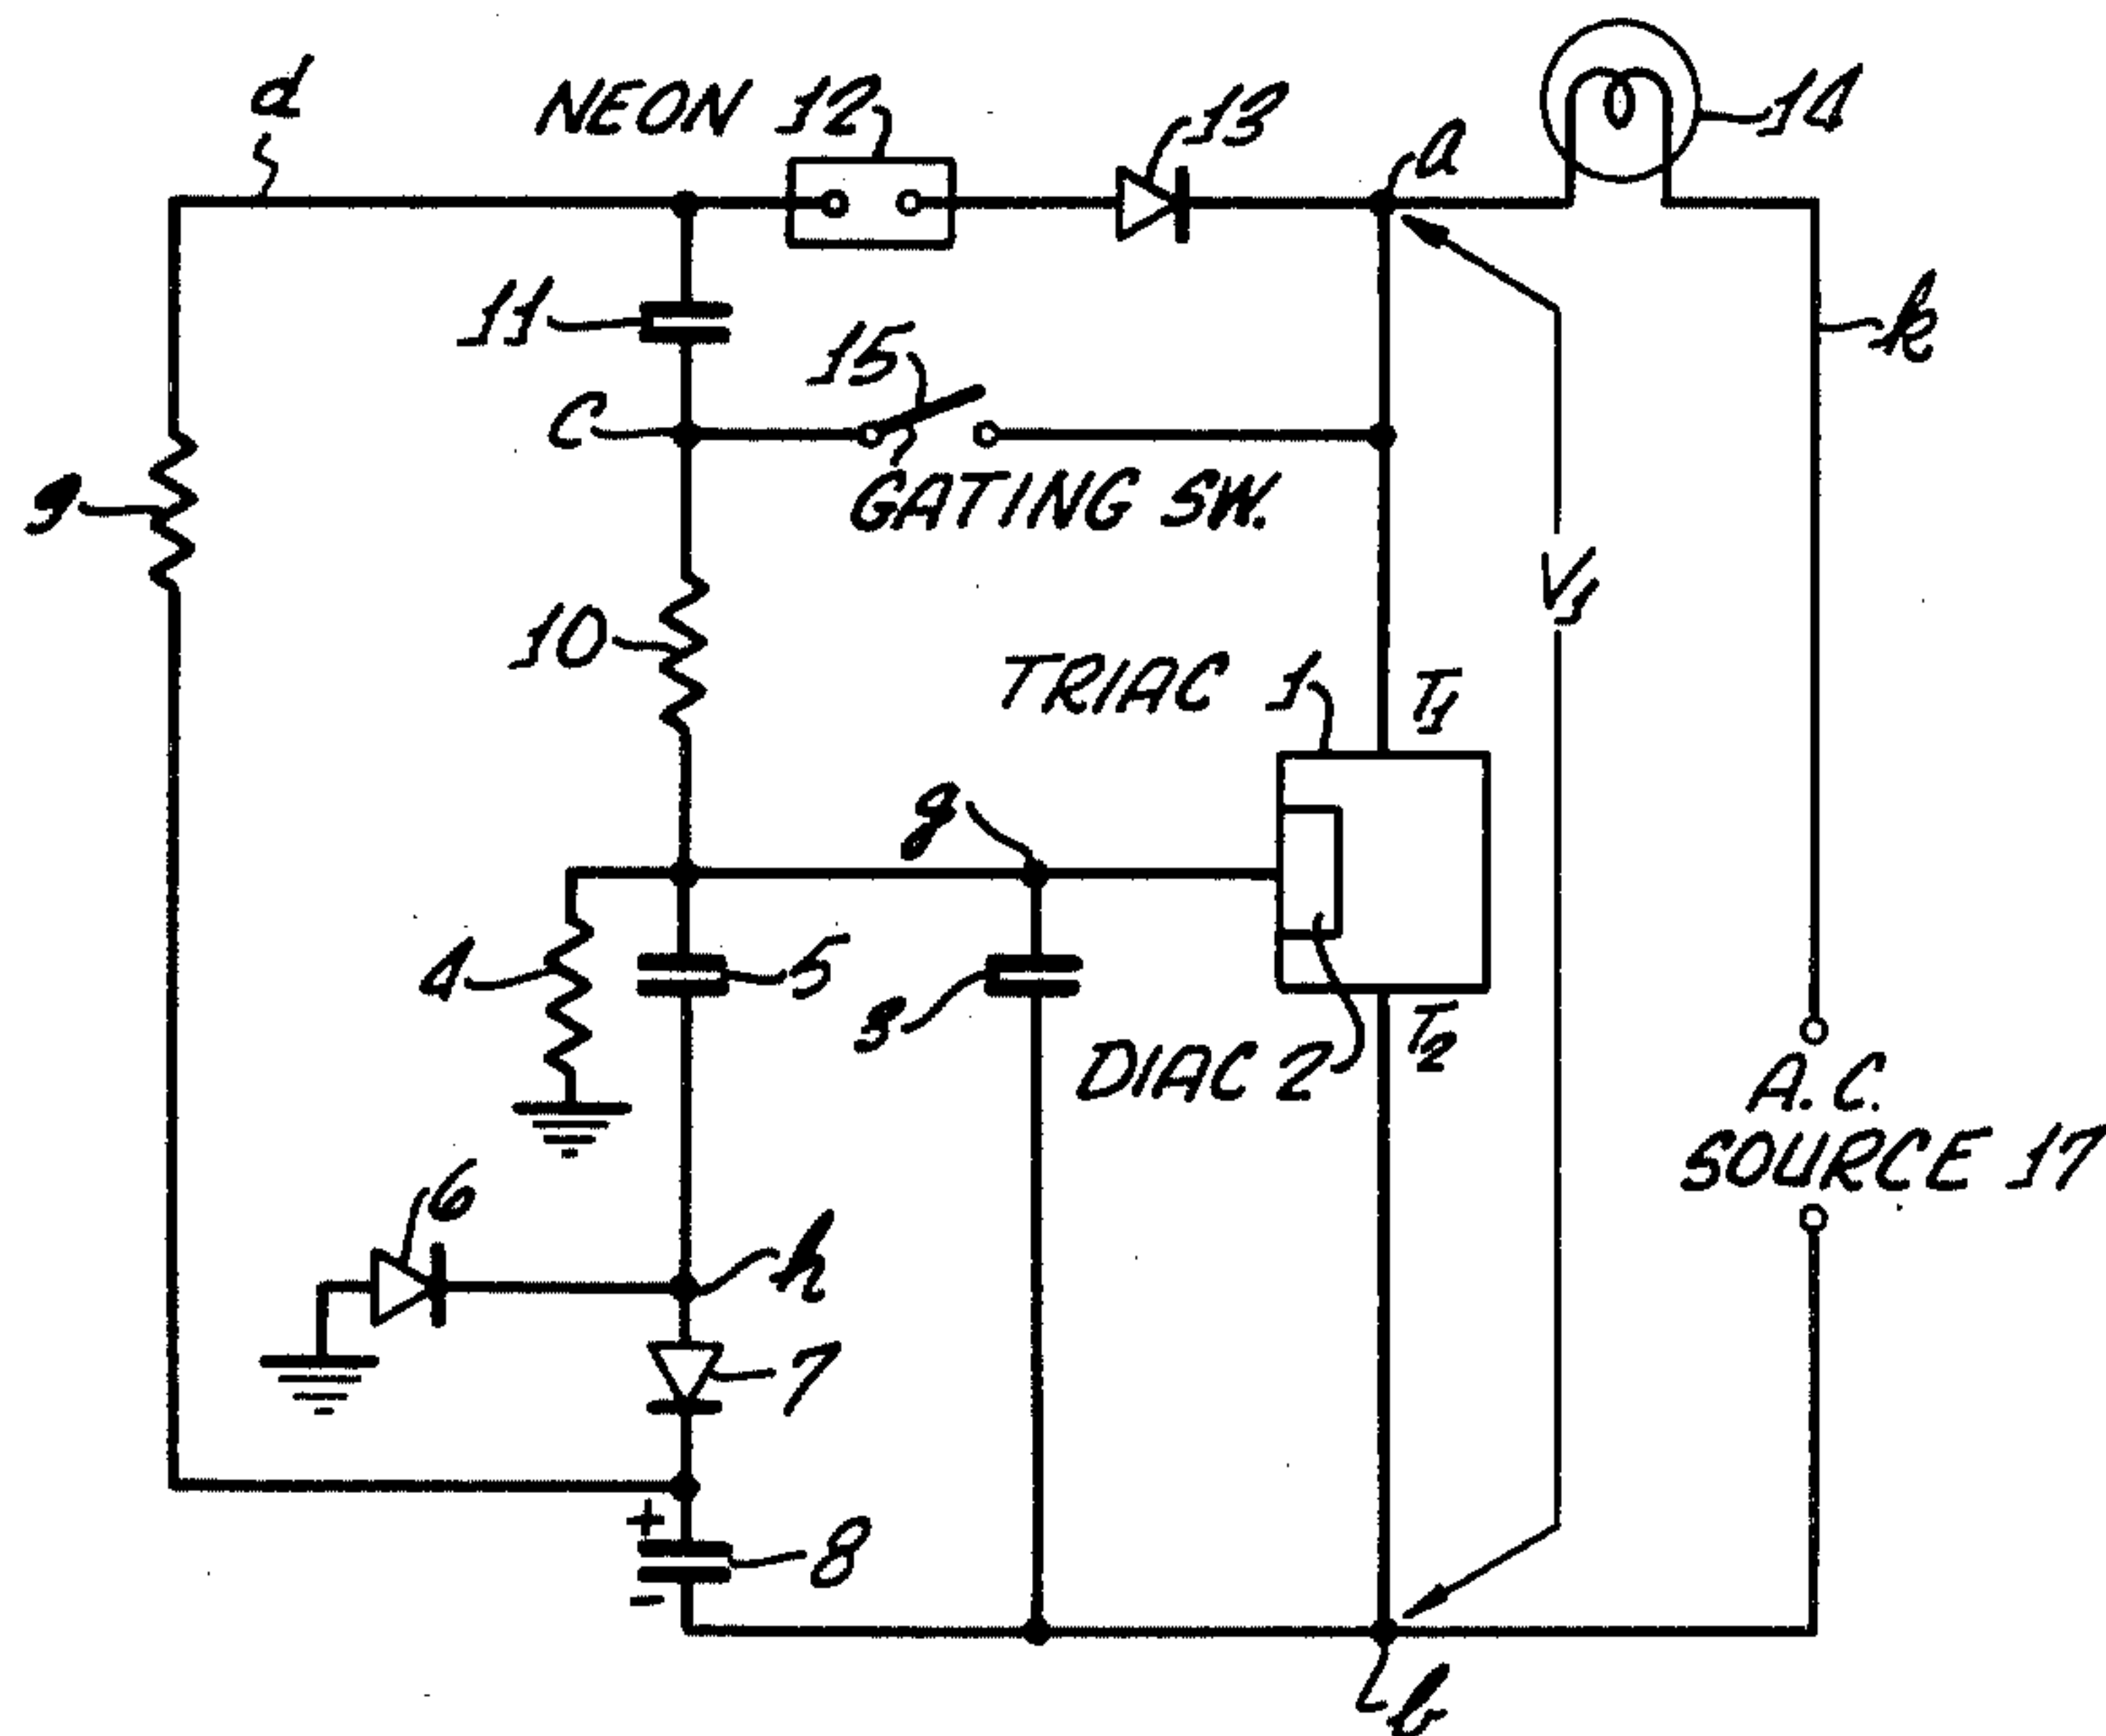 d
NEON 12
13
a
14
11
15
k
C
GATING SW.
9
V1
10
TRIAC 1
T1
g
4
5
3
DIAC 2
T2
A.C.
SOURCE 17
6
h
7
+
8
-
b